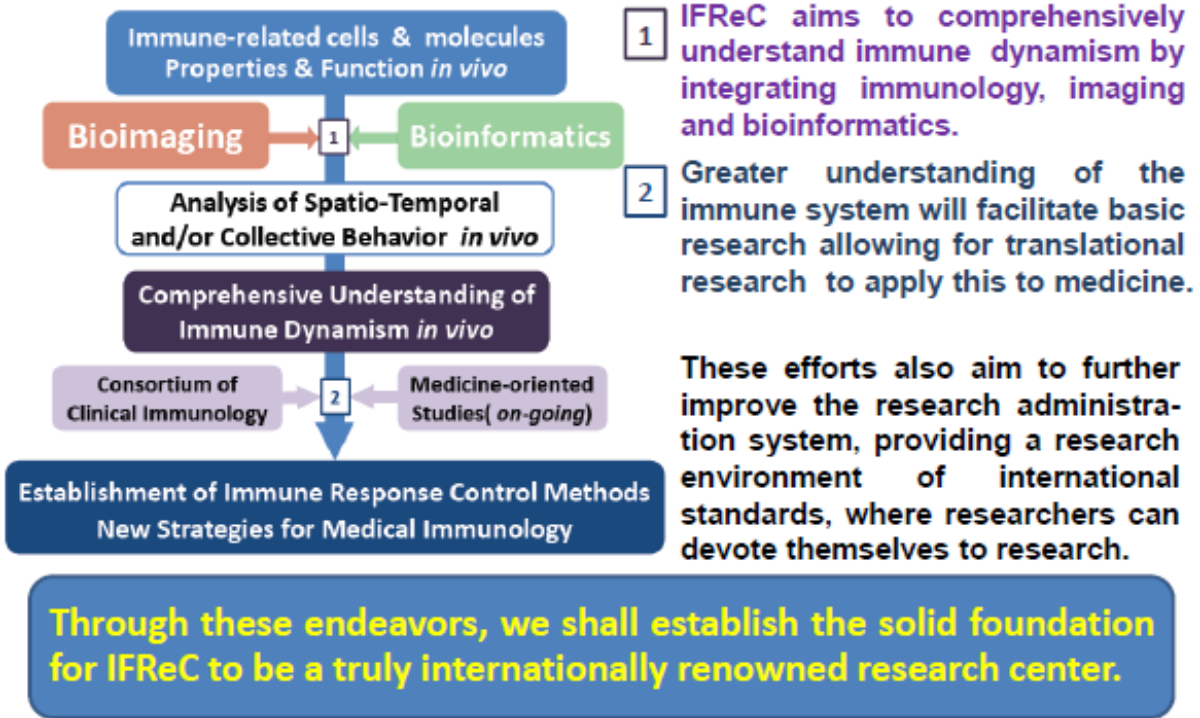 Immune-related cells & molecules
Properties & Function in vivo
Bioimaging
1
Bioinformatics
Analysis of Spatio-Temporal
and/or Collective Behavior in vivo
Comprehensive Understanding of
Immune Dynamism in vivo
Consortium of
Clinical Immunology
2
Medicine-oriented
Studies( on-going)
Establishment of Immune Response Control Methods
New Strategies for Medical Immunology
1
IFReC aims to comprehensively
understand immune dynamism by
integrating immunology, imaging
and bioinformatics.
2
Greater understanding of the
immune system will facilitate basic
research allowing for translational
research to apply this to medicine.
These efforts also aim to further
improve the research administra-
tion system, providing a research
environment of international
standards, where researchers can
devote themselves to research.
Through these endeavors, we shall establish the solid foundation
for IFReC to be a truly internationally renowned research center.